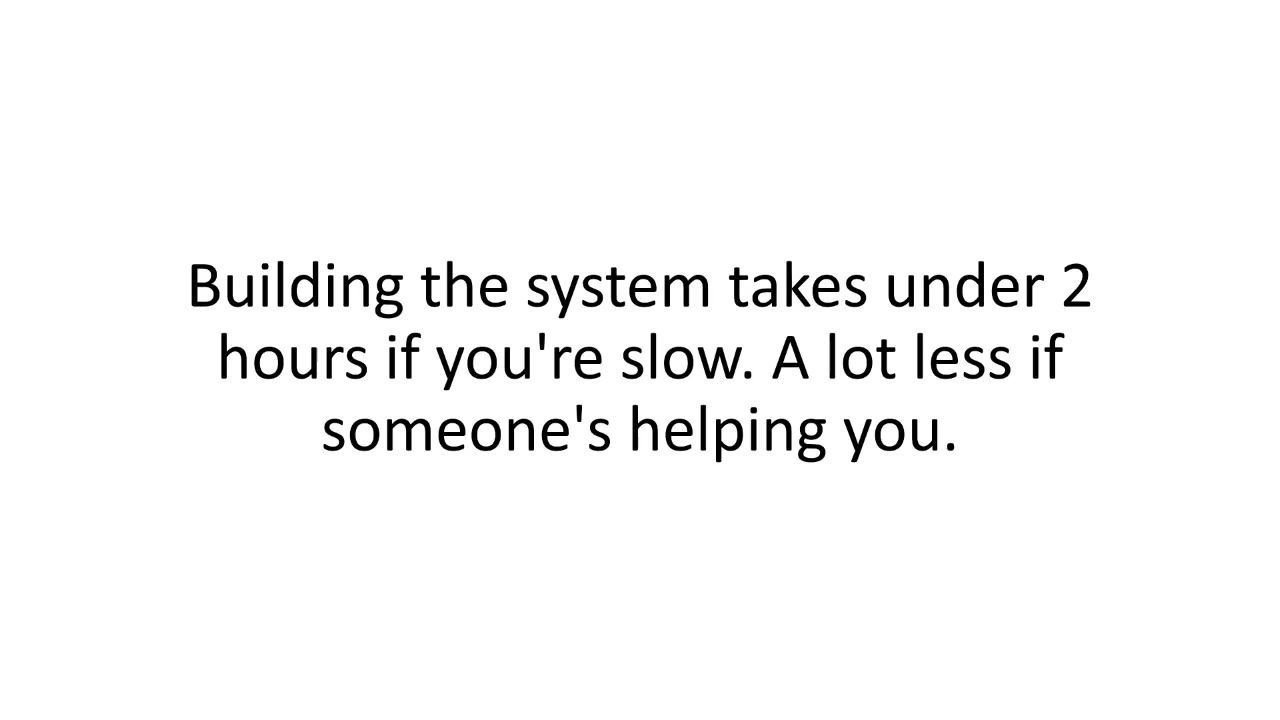 Building the system takes under 2
hours if you're slow. A lot less if
someone's helping you.